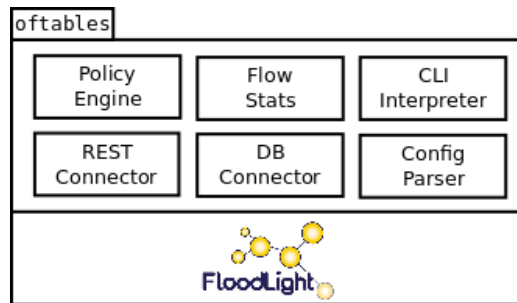 oftables
Policy
Engine
Flow
Stats
CLI
Interpreter
REST
Connector
DB
Connector
Config
Parser
FloodLight